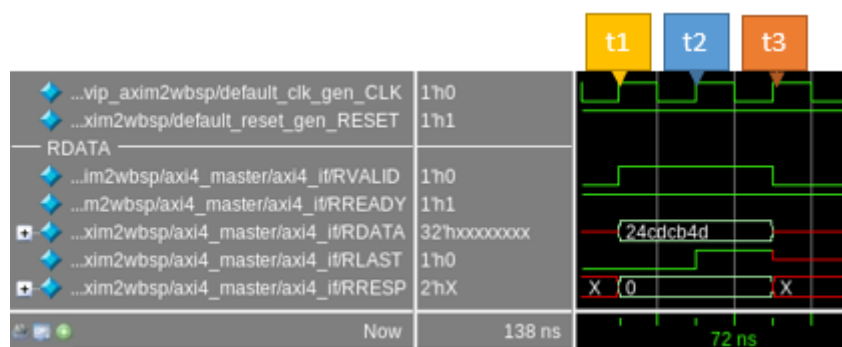 t1 t2 t3
...vip_axim2wbsp/default_clk_gen_CLK 1'h0
...xim2wbsp/default_reset_gen_RESET 1'h1
RDATA
...im2wbsp/axi4_master/axi4_if/RVALID 1'h0
...m2wbsp/axi4_master/axi4_if/RREADY 1'h1
...xim2wbsp/axi4_master/axi4_if/RDATA 32'hxxxxxxxx 24cdcb4d
...xim2wbsp/axi4_master/axi4_if/RLAST 1'h0
...xim2wbsp/axi4_master/axi4_if/RRESP 2'hX X 0 X
Now 138 ns 72 ns